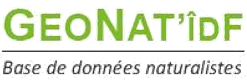 GEONAT'ÎDF
Base de données naturalistes